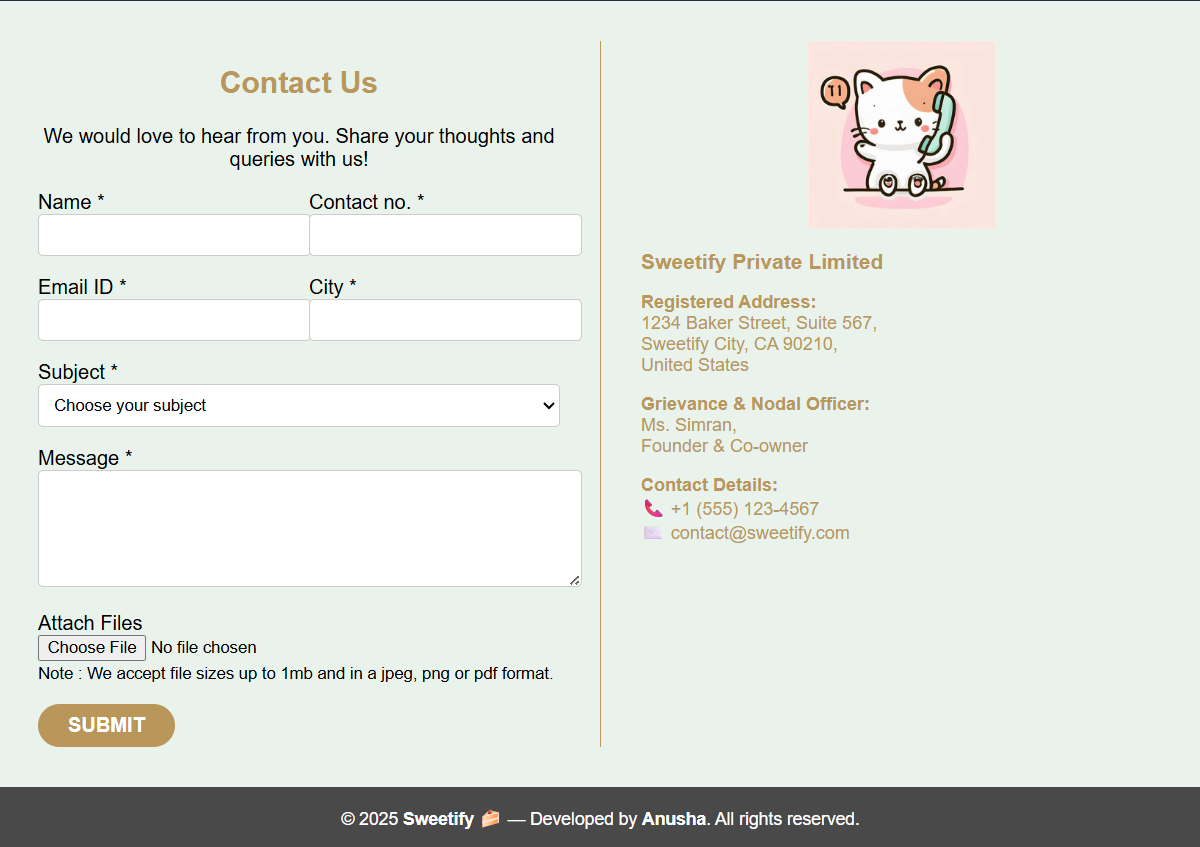 Contact Us
We would love to hear from you. Share your thoughts and
queries with us!
Name *
Contact no. *
Email ID *
City *
Subject *
Choose your subject
Message *
Attach Files
Choose File No file chosen
Note : We accept file sizes up to 1mb and in a jpeg, png or pdf format.
SUBMIT
Sweetify Private Limited
Registered Address:
1234 Baker Street, Suite 567,
Sweetify City, CA 90210,
United States
Grievance & Nodal Officer:
Ms. Simran,
Founder & Co-owner
Contact Details:
📞 +1 (555) 123-4567
✉️ contact@sweetify.com
© 2025 Sweetify 🍰 — Developed by Anusha. All rights reserved.